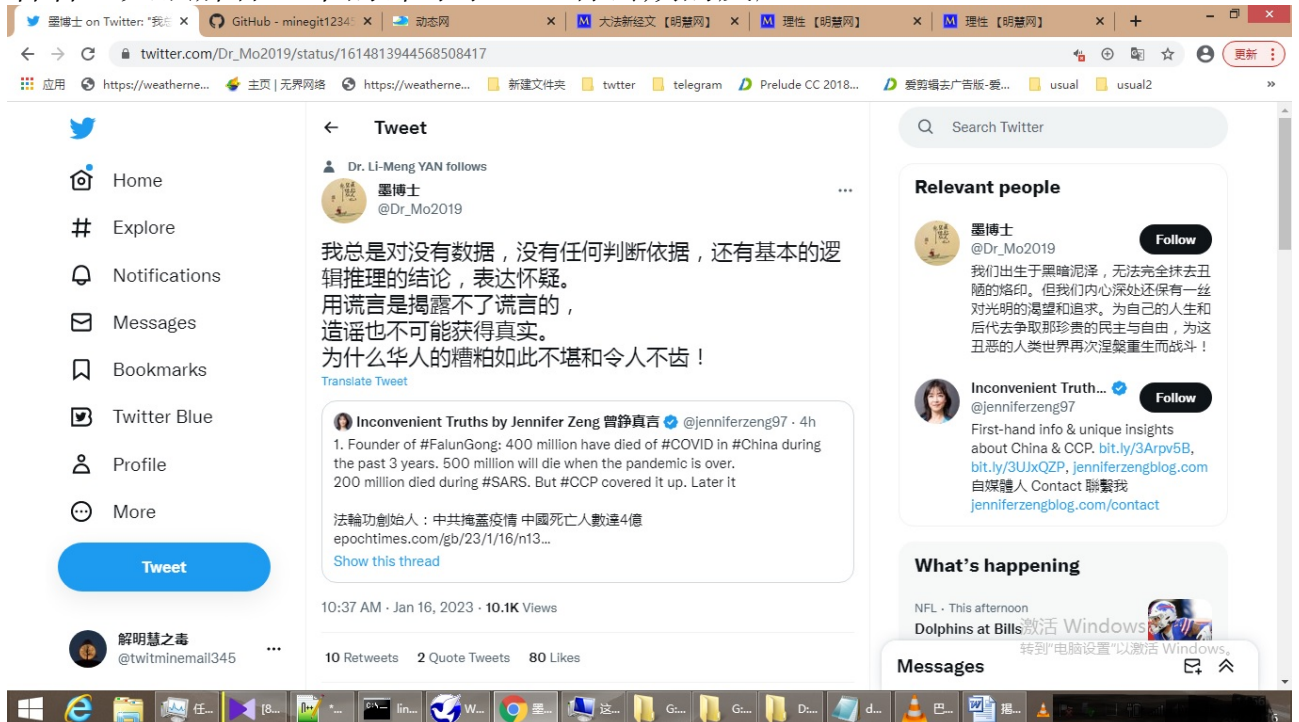 墨博士 on Twitter: "我
GitHub - minegit12345
动态网
大法新经文【明慧网】
理性 【明慧网】
理性 【明慧网】
twitter.com/Dr_Mo2019/status/1614813944568508417
更新
应用
https://weatherne...
主页 | 无界网络
https://weatherne...
新建文件夹
twtter
telegram
Prelude CC 2018...
爱剪辑去广告版-爱...
usual
usual2
Home
Explore
Notifications
Messages
Bookmarks
Twitter Blue
Profile
More
Tweet
解明慧之毒
@twitminemail345
Tweet
Dr. Li-Meng YAN follows
墨博士
@Dr_Mo2019
我总是对没有数据，没有任何判断依据，还有基本的逻
辑推理的结论，表达怀疑。
用谎言是揭露不了谎言的，
造谣也不可能获得真实。
为什么华人的糟粕如此不堪和令人不齿！
Translate Tweet
Inconvenient Truths by Jennifer Zeng 曾錚真言 @jenniferzeng97 · 4h
1. Founder of #FalunGong: 400 million have died of #COVID in #China during
the past 3 years. 500 million will die when the pandemic is over.
200 million died during #SARS. But #CCP covered it up. Later it
法輪功創始人：中共掩蓋疫情 中國死亡人數達4億
epochtimes.com/gb/23/1/16/n13...
Show this thread
10:37 AM · Jan 16, 2023 · 10.1K Views
10 Retweets 2 Quote Tweets 80 Likes
Search Twitter
Relevant people
墨博士
@Dr_Mo2019
Follow
我们出生于黑暗泥泽，无法完全抹去丑
陋的烙印。但我们内心深处还保有一丝
对光明的渴望和追求。为自己的人生和
后代去争取那珍贵的民主与自由，为这
丑恶的人类世界再次涅槃重生而战斗！
Inconvenient Truth...
@jenniferzeng97
Follow
First-hand info & unique insights
about China & CCP. bit.ly/3Arpv5B,
bit.ly/3UJxQZP, jenniferzengblog.com
自媒體人 Contact 聯繫我
jenniferzengblog.com/contact
What's happening
NFL · This afternoon
Dolphins at Bills
激活 Windows
转到"电脑设置"以激活 Windows。
Messages
任...
[8...
lin...
W...
墨...
这...
G:...
G:...
D:...
d...
巴...
揭...